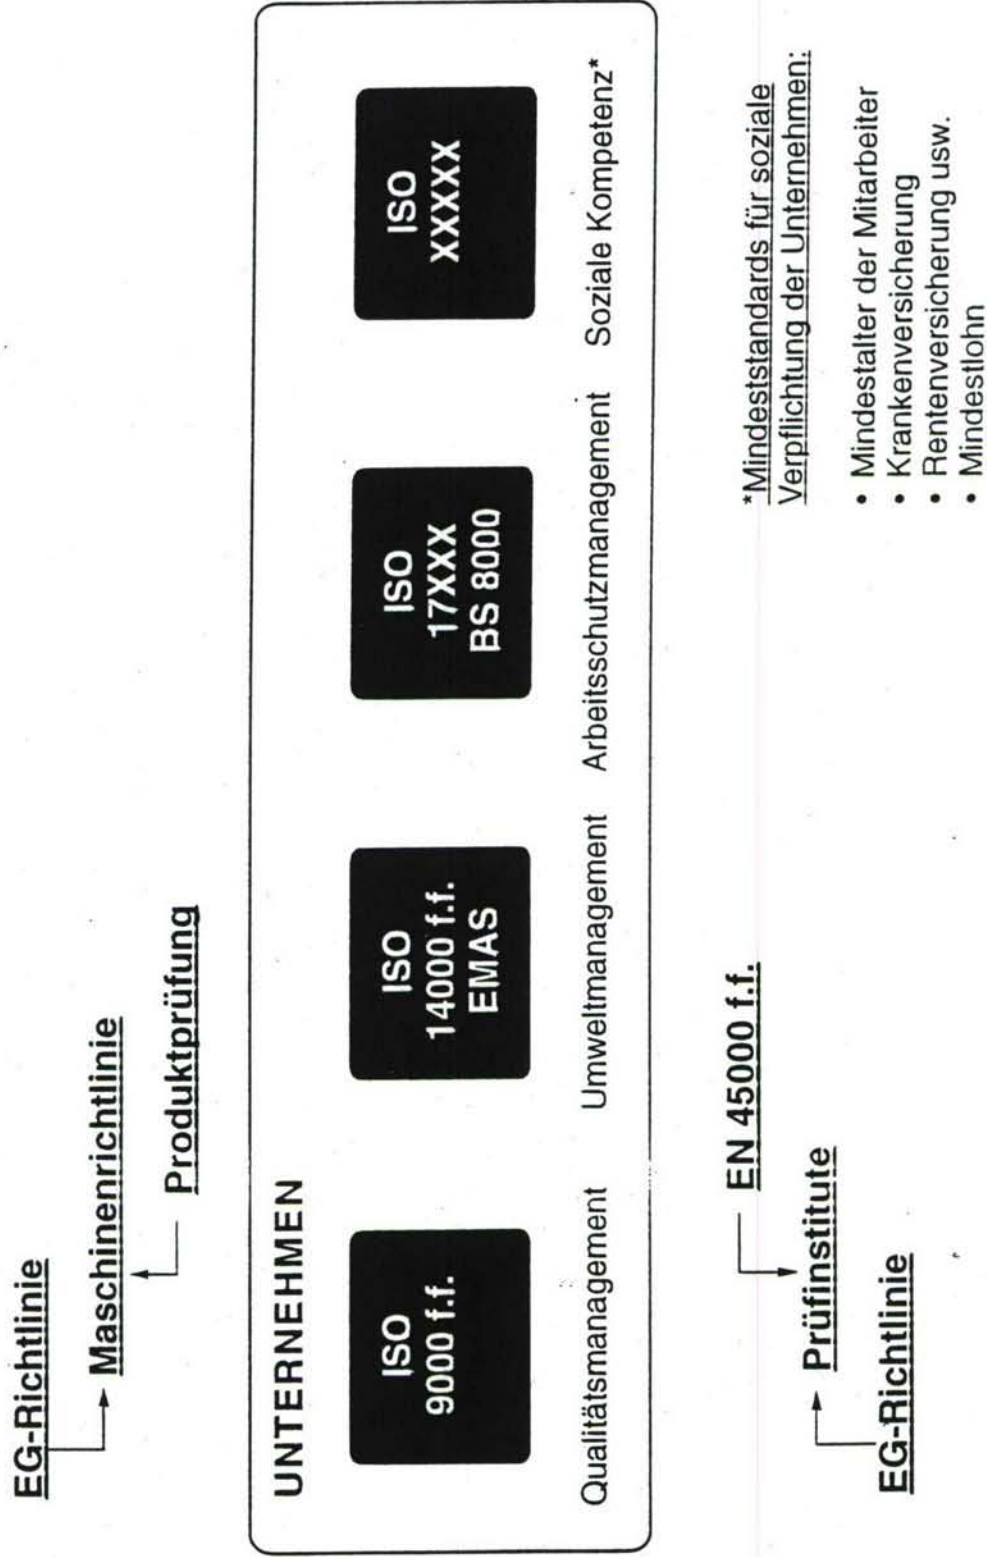 EG-Richtlinie
Maschinenrichtlinie
Produktprüfung
UNTERNEHMEN
ISO
9000 f.f.
Qualitätsmanagement
ISO
14000 f.f.
EMAS
Umweltmanagement
ISO
17XXX
BS 8000
Arbeitsschutzmanagement
ISO
XXXXX
Soziale Kompetenz*
EN 45000 f.f.
Prüfinstitute
EG-Richtlinie
*Mindeststandards für soziale
Verpflichtung der Unternehmen:
• Mindestalter der Mitarbeiter
• Krankenversicherung
• Rentenversicherung usw.
• Mindestlohn